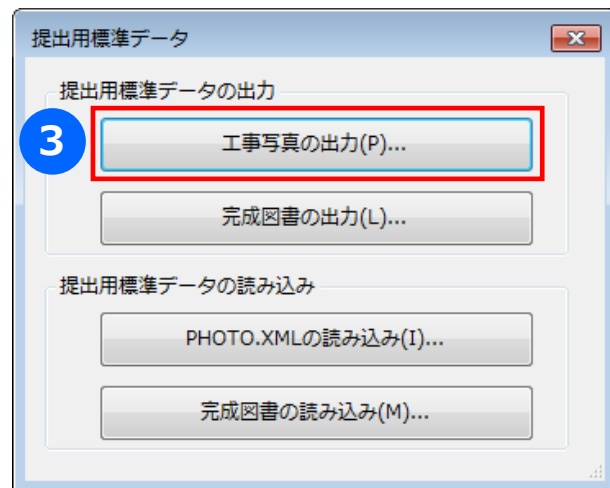 提出用標準データ
提出用標準データの出力
3
工事写真の出力(P)...
完成図書の出力(L)...
提出用標準データの読み込み
PHOTO.XMLの読み込み(I)...
完成図書の読み込み(M)...